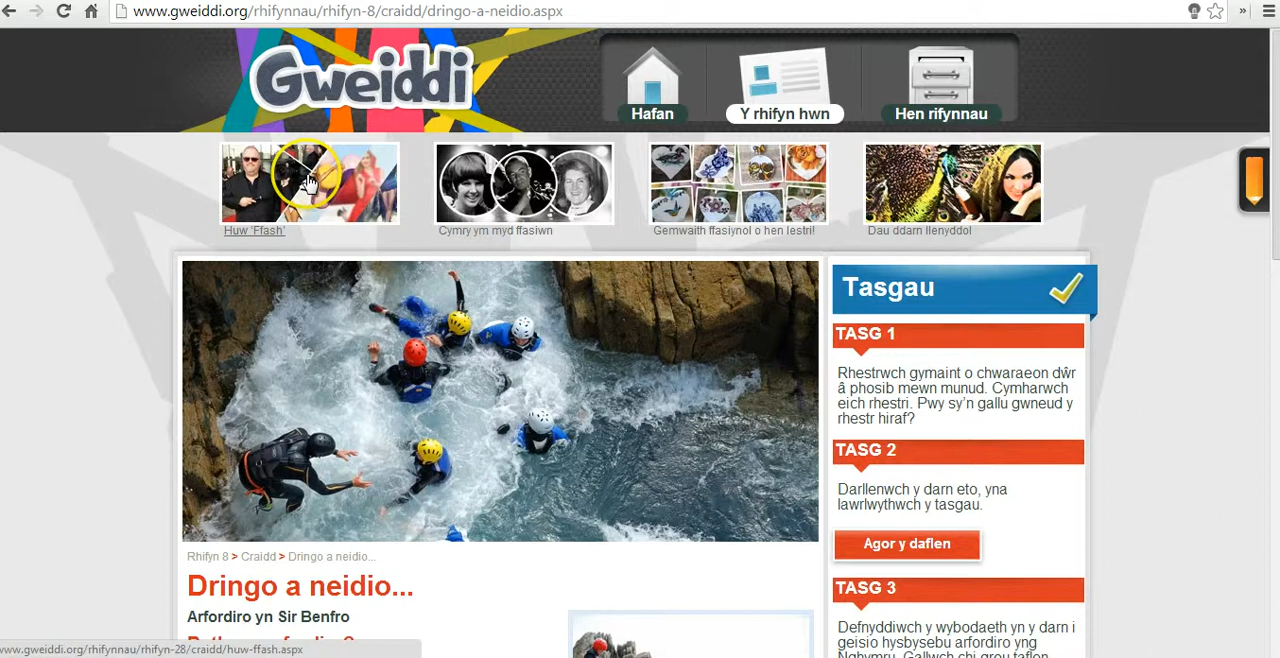 www.gweiddi.org/rhifynnau/rhifyn-8/craidd/dringo-a-neidio.aspx
Gweiddi
Hafan
Y rhifyn hwn
Hen rifynnau
Huw 'Ffash'
Cymry ym myd ffasiwn
Gemwaith ffasiynol o hen lestri!
Dau ddarn llenyddol
Tasgau
TASG 1
Rhestrwch gymaint o chwaraeon dŵr
â phosib mewn munud. Cymharwch
eich rhestri. Pwy sy'n gallu gwneud y
rhestr hiraf?
TASG 2
Darllenwch y darn eto, yna
lawrlwythwch y tasgau.
Agor y daflen
TASG 3
Defnyddiwch y wybodaeth yn y darn i
geisio hysbysebu arfordiro yng
Rhifyn 8 > Craidd > Dringo a neidio...
Dringo a neidio...
Arfordiro yn Sir Benfro
www.gweiddi.org/rhifynnau/rhifyn-28/craidd/huw-ffash.aspx